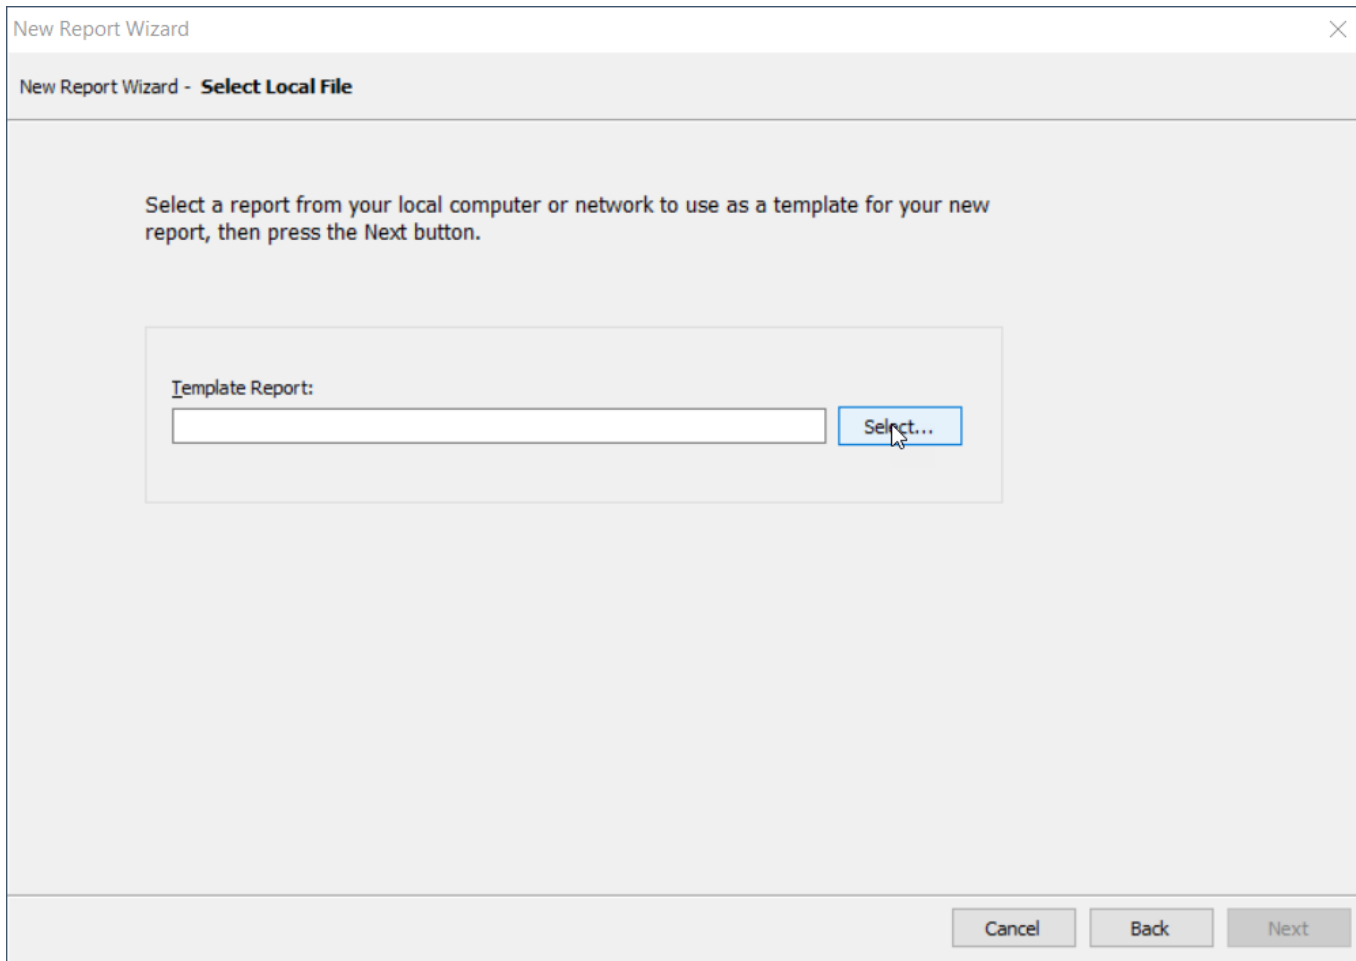 New Report Wizard
New Report Wizard - Select Local File
Select a report from your local computer or network to use as a template for your new
report, then press the Next button.
Template Report:
Select...
Cancel
Back
Next